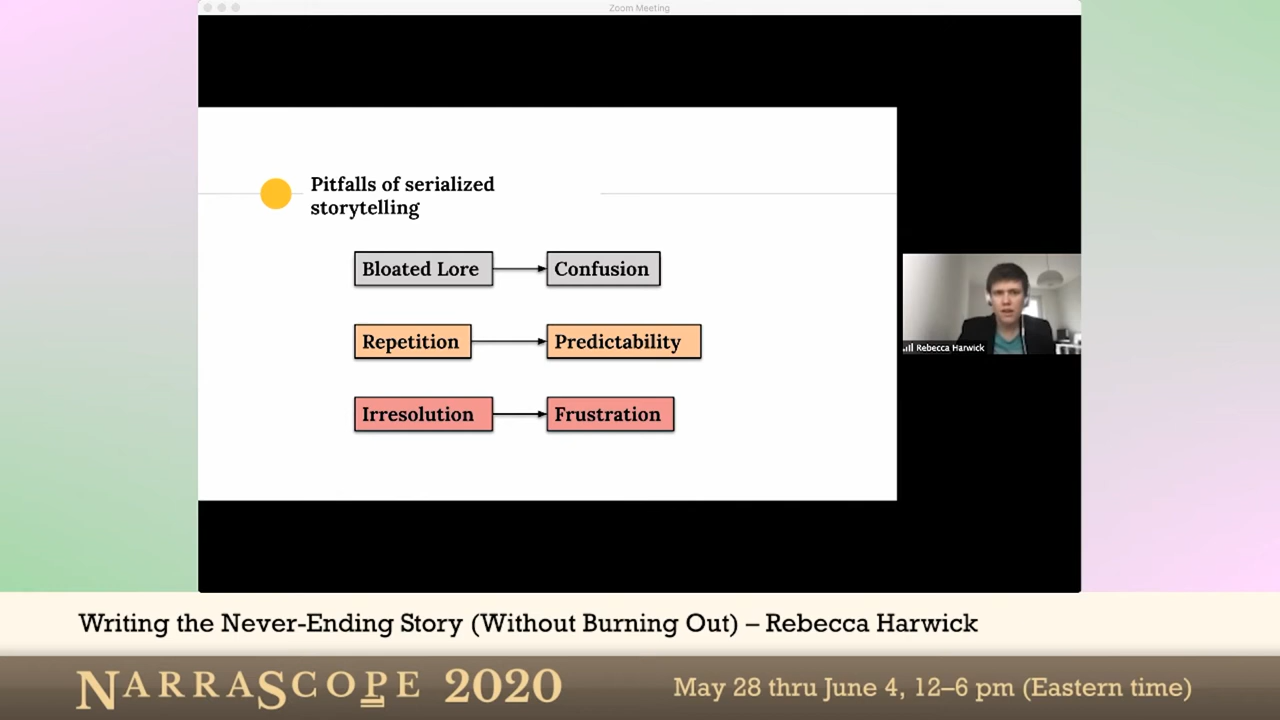 Zoom Meeting
Pitfalls of serialized
storytelling
Bloated Lore
Confusion
Repetition
Predictability
Irresolution
Frustration
Rebecca Harwick
Writing the Never-Ending Story (Without Burning Out) – Rebecca Harwick
NARRASCOPE 2020
May 28 thru June 4, 12–6 pm (Eastern time)